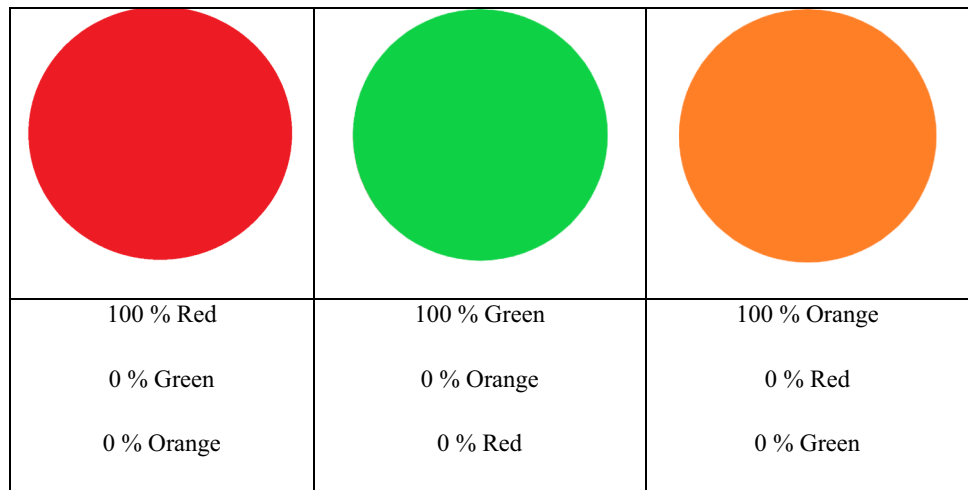 100 % Red
0 % Green
0 % Orange
100 % Green
0 % Orange
0 % Red
100 % Orange
0 % Red
0 % Green